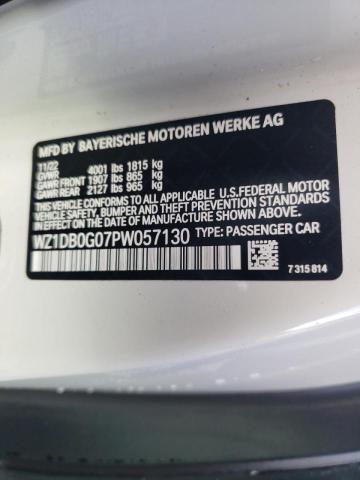 MFD BY BAYERISCHE MOTOREN WERKE AG
11/22
GVWR 4001 lbs 1815 kg
GAWR FRONT 1907 lbs 865 kg
GAWR REAR 2127 lbs 965 kg
THIS VEHICLE CONFORMS TO ALL APPLICABLE U.S.FEDERAL MOTOR
VEHICLE SAFETY, BUMPER AND THEFT PREVENTION STANDARDS
IN EFFECT ON THE DATE OF MANUFACTURE SHOWN ABOVE.
WZ1DB0G07PW057130 TYPE: PASSENGER CAR
7 315 814